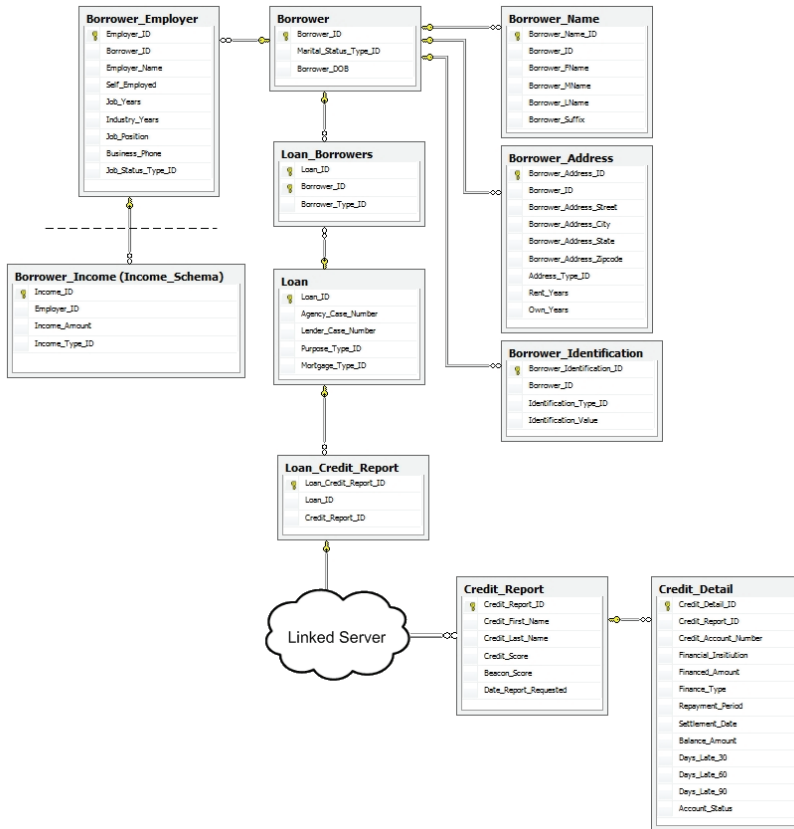 Borrower_Employer
Employer_ID
Borrower_ID
Employer_Name
Self_Employed
Job_Years
Industry_Years
Job_Position
Business_Phone
Job_Status_Type_ID
Borrower
Borrower_ID
Marital_Status_Type_ID
Borrower_DOB
Borrower_Name
Borrower_Name_ID
Borrower_ID
Borrower_FName
Borrower_MName
Borrower_LName
Borrower_Suffix
Loan_Borrowers
Loan_ID
Borrower_ID
Borrower_Type_ID
Borrower_Address
Borrower_Address_ID
Borrower_ID
Borrower_Address_Street
Borrower_Address_City
Borrower_Address_State
Borrower_Address_Zipcode
Address_Type_ID
Rent_Years
Own_Years
Borrower_Income (Income_Schema)
Income_ID
Employer_ID
Income_Amount
Income_Type_ID
Loan
Loan_ID
Agency_Case_Number
Lender_Case_Number
Purpose_Type_ID
Mortgage_Type_ID
Borrower_Identification
Borrower_Identification_ID
Borrower_ID
Identification_Type_ID
Identification_Value
Loan_Credit_Report
Loan_Credit_Report_ID
Loan_ID
Credit_Report_ID
Linked Server
Credit_Report
Credit_Report_ID
Credit_First_Name
Credit_Last_Name
Credit_Score
Beacon_Score
Date_Report_Requested
Credit_Detail
Credit_Detail_ID
Credit_Report_ID
Credit_Account_Number
Financial_Insitiution
Financed_Amount
Finance_Type
Repayment_Period
Settlement_Date
Balance_Amount
Days_Late_30
Days_Late_60
Days_Late_90
Account_Status